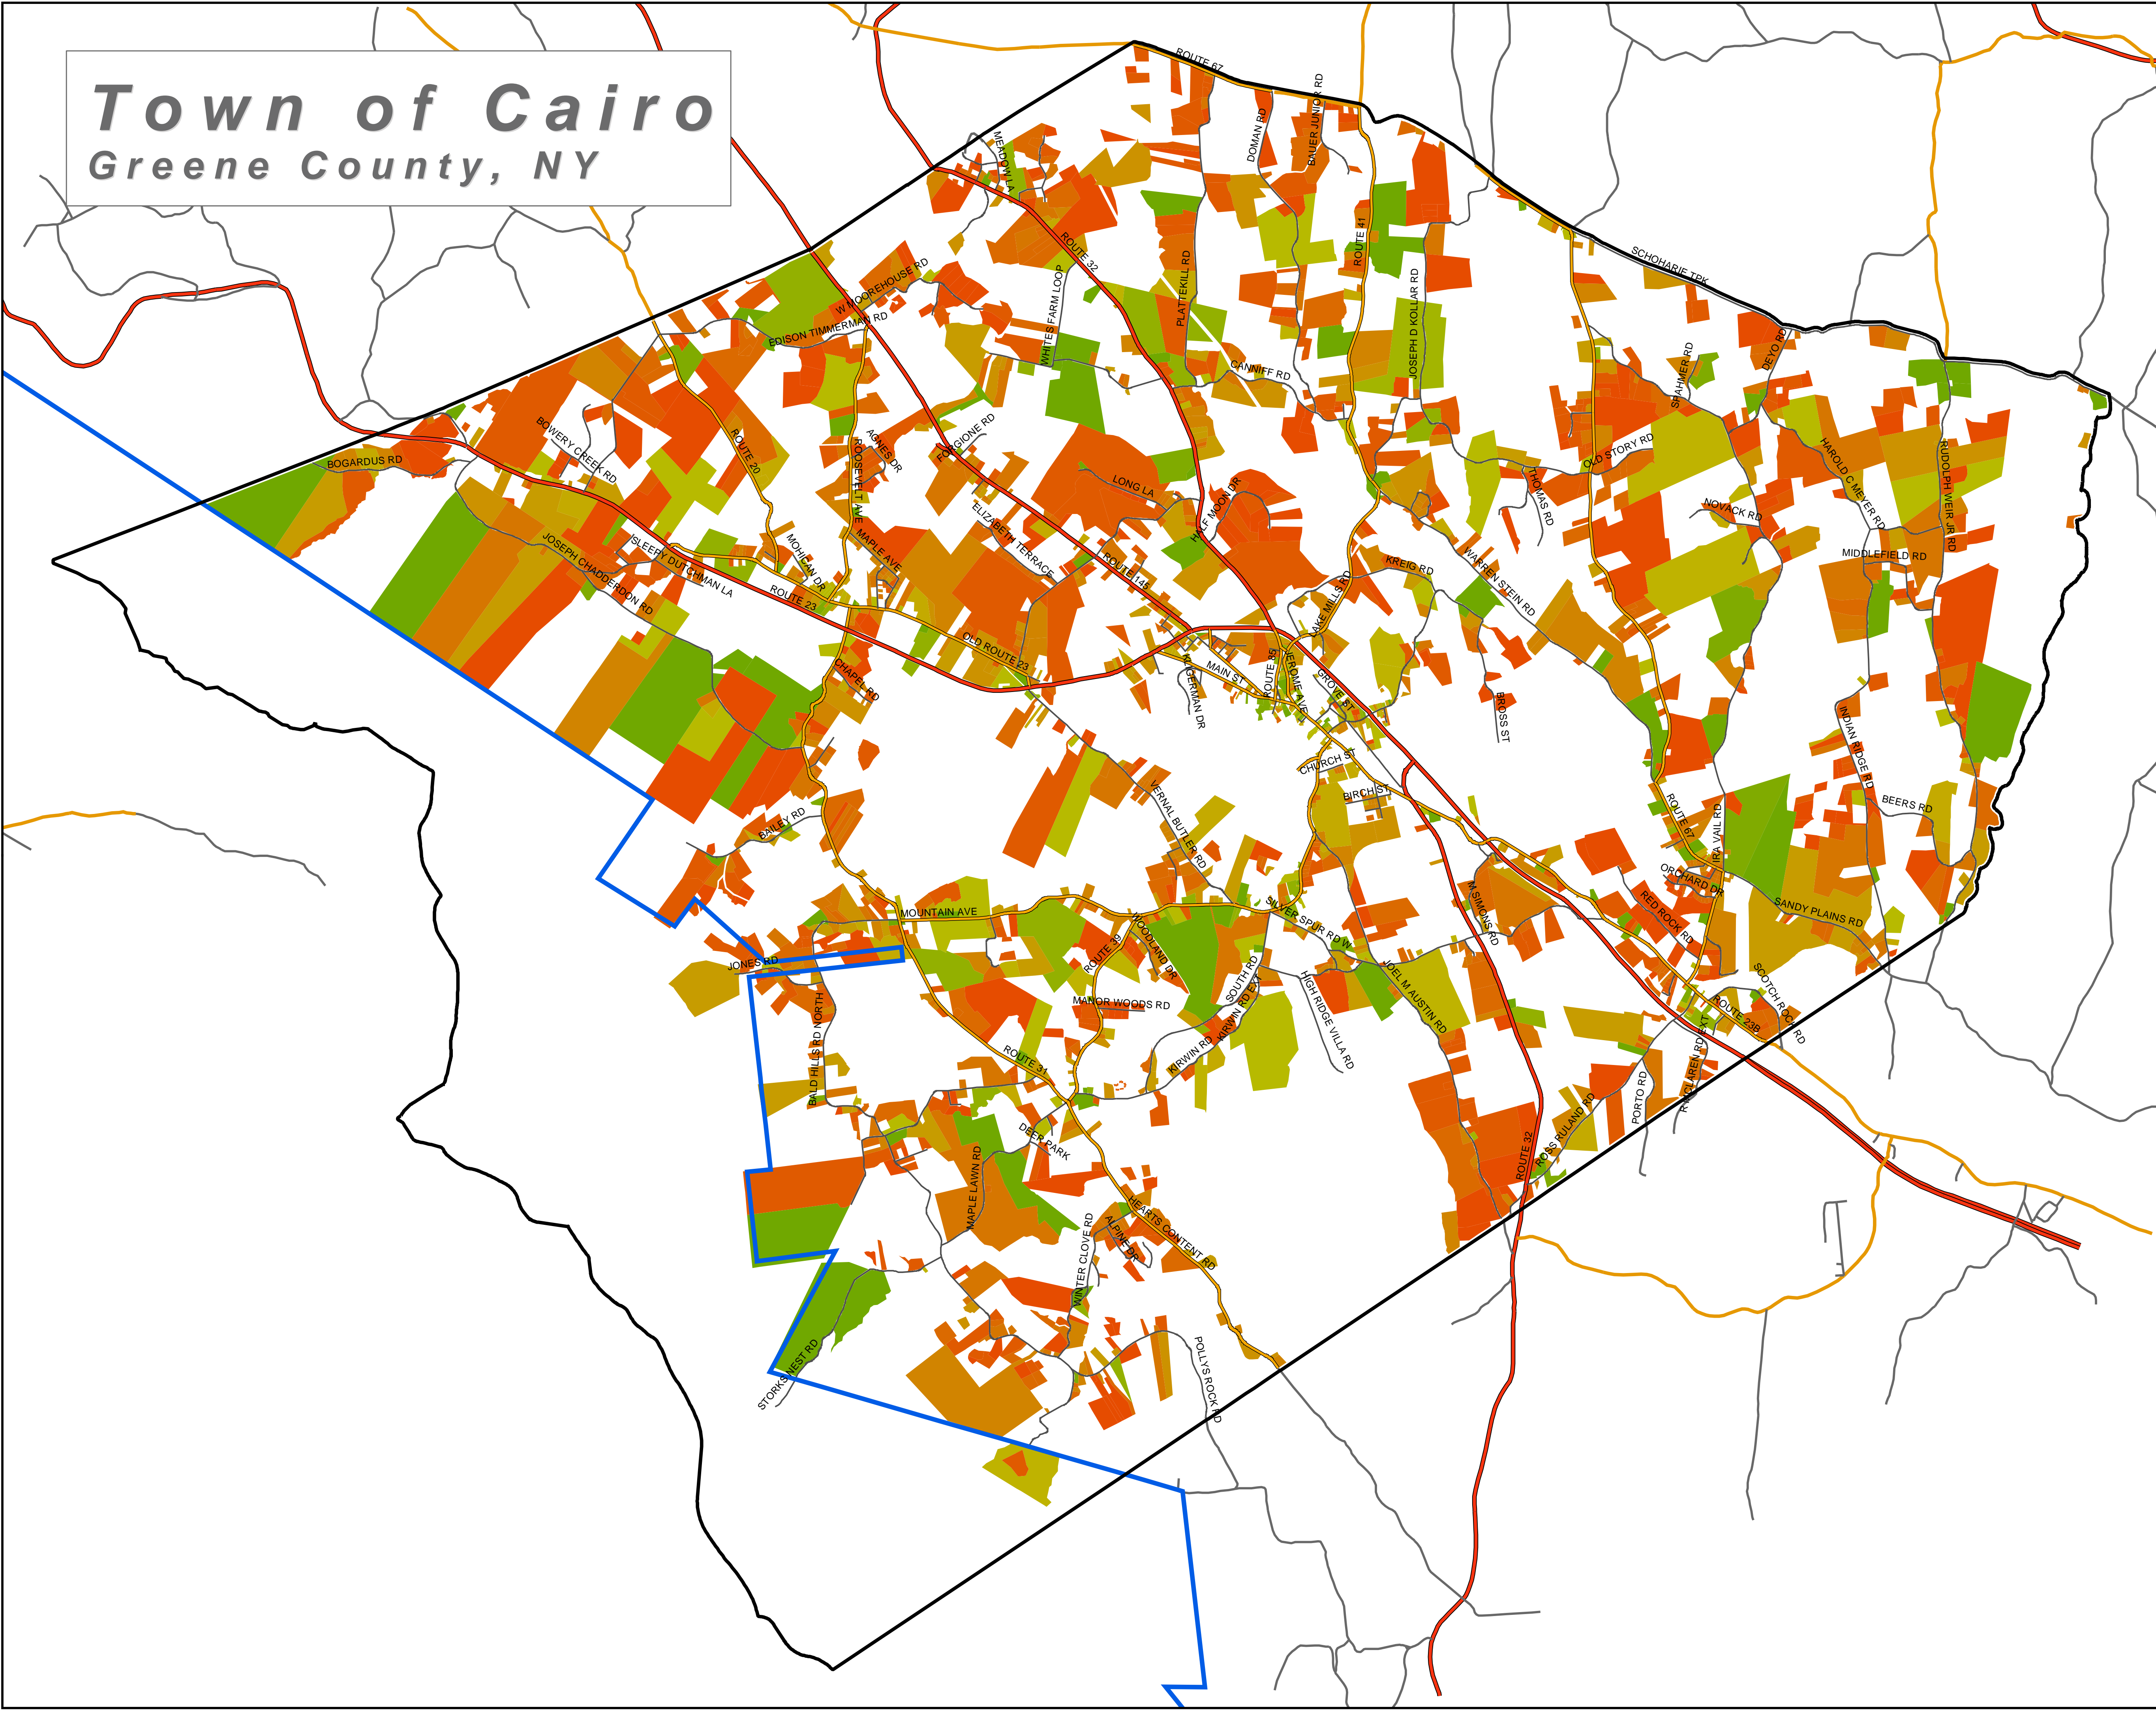 Town of Cairo
Greene County, NY
ROUTE 67
BAUER JUNIOR RD
DOMAN RD
MEADOW LA
ROUTE 32
ROUTE 41
PLATTEKILL RD
WHITES FARM LOOP
W MOOREHOUSE RD
EDISON TIMMERMAN RD
JOSEPH D KOLLAR RD
SCHOHARIE TPK
DEYO RD
CANNIFF RD
BOWERY CREEK RD
BOGARDUS RD
ROUTE 20
ROOSEVELT AVE
AGNES DR
FORGIONE RD
LONG LA
HALF MOON DR
THOMAS RD
OLD STORY RD
HAROLD C MEYER RD
RUDOLPH WEIR JR RD
NOVACK RD
MIDDLEFIELD RD
ELIZABETH TERRACE
ROUTE 145
MAPLE AVE
MOHICAN DR
SLEEPY DUTCHMAN LA
JOSEPH CHADDERDON RD
ROUTE 23
OLD ROUTE 23
CHAPEL RD
KREIG RD
WARREN STEIN RD
LAKE MILLS RD
MAIN ST
JEROME AVE
GROVE ST
BROSS ST
INDIAN RIDGE RD
CHURCH ST
BIRCH ST
VERNAL BUTLER RD
BAILEY RD
ROUTE 67
IRA VAIL RD
BEERS RD
ORCHARD DR
RED ROCK RD
SANDY PLAINS RD
MOUNTAIN AVE
SILVER SPUR RD W
M SIMONS RD
WOODLAND DR
ROUTE 39
JONES RD
SOUTH RD
KIRWIN RD EXT
HIGH RIDGE VILLA RD
JOEL M AUSTIN RD
MANOR WOODS RD
SCOTCH ROCK RD
ROUTE 23B
BALD HILLS RD NORTH
ROUTE 31
KIRWIN RD
PORTO RD
ROSS RULAND RD
ROUTE 32
DEER PARK
MAPLE LAWN RD
HEARTS CONTENT RD
ALPINE DR
WINTER CLOVE RD
STORKS NEST RD
POLLYS ROCK RD